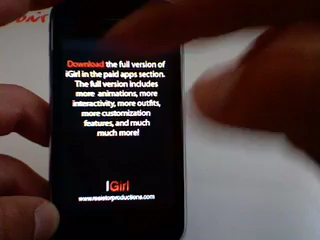 Download the full version of
iGirl in the paid apps section.
The full version includes
more animations, more
interactivity, more outfits,
more customization
features, and much
much more!
IGirl
www.resistorproductions.com